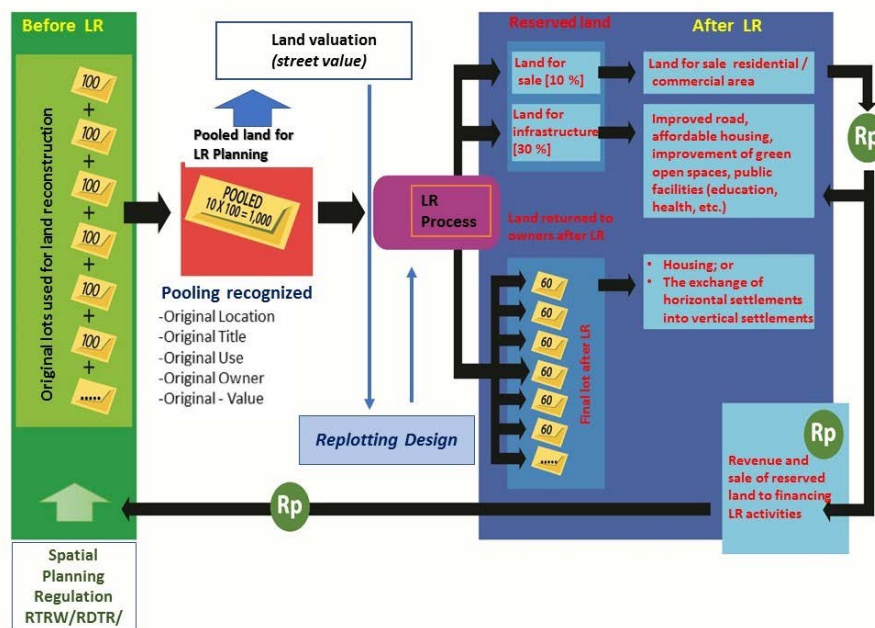 Before LR
Original lots used for land reconstruction
100
+
100
+
100
+
100
+
100
+
100
+
.....
Spatial
Planning
Regulation
RTRW/RDTR/
Land valuation
(street value)
Pooled land for
LR Planning
POOLED
10 X 100 = 1,000
Pooling recognized
-Original Location
-Original Title
-Original Use
-Original Owner
-Original - Value
LR
Process
Replotting Design
Reserved land
Land for
sale [10 %]
Land for
infrastructure
[30 %]
Land returned to
owners after LR
60
60
60
60
60
60
.....
Final lot after LR
After LR
Land for sale residential /
commercial area
Improved road,
affordable housing,
improvement of green
open spaces, public
facilities (education,
health, etc.)
• Housing; or
• The exchange of
horizontal settlements
into vertical settlements
Rp
Rp
Revenue and
sale of reserved
land to financing
LR activities
Rp